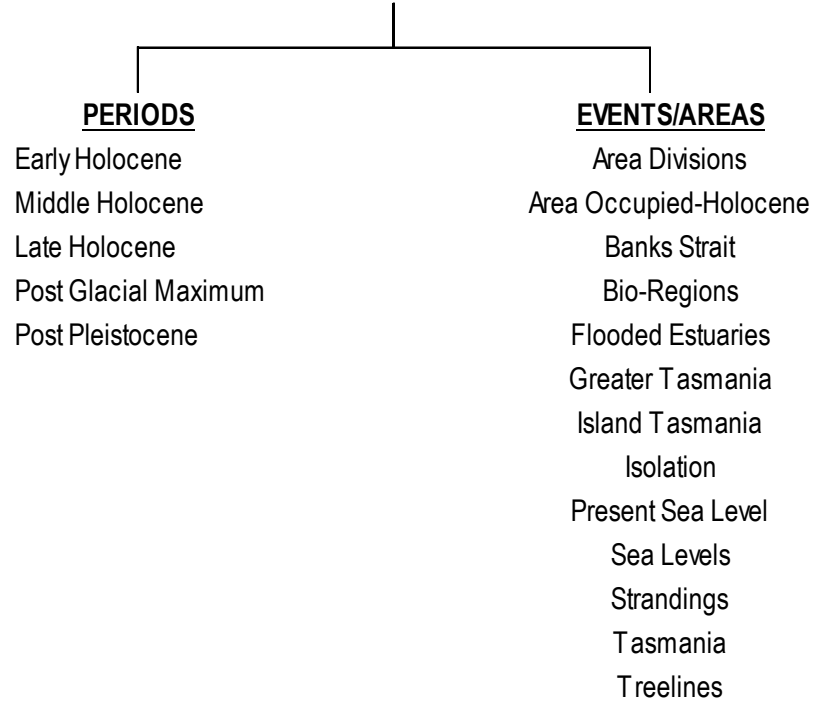 PERIODS
Early Holocene
Middle Holocene
Late Holocene
Post Glacial Maximum
Post Pleistocene
EVENTS/AREAS
Area Divisions
Area Occupied-Holocene
Banks Strait
Bio-Regions
Flooded Estuaries
Greater Tasmania
Island Tasmania
Isolation
Present Sea Level
Sea Levels
Strandings
Tasmania
Treelines